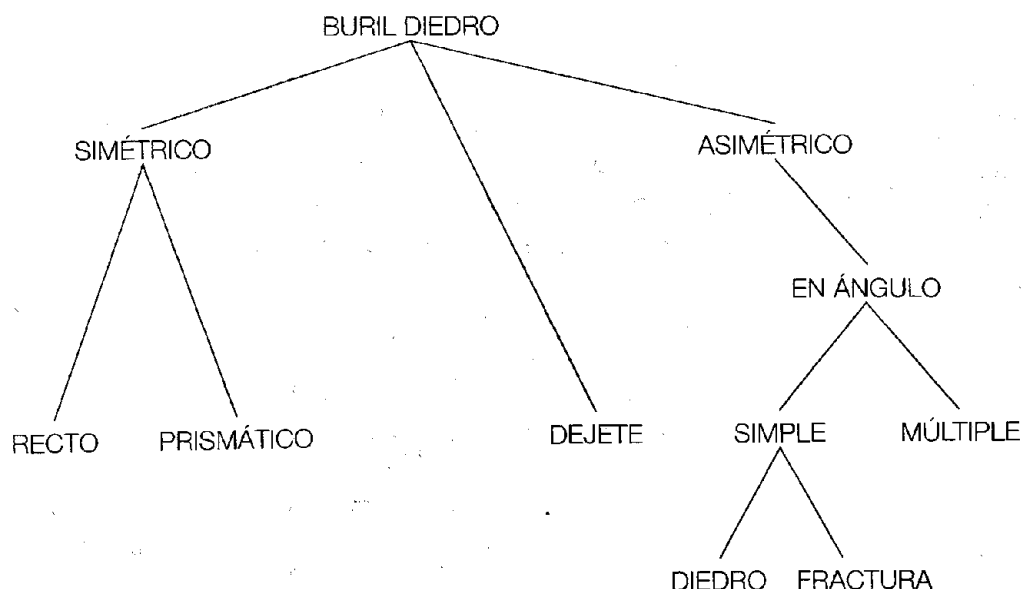 BURIL DIEDRO
SIMÉTRICO
ASIMÉTRICO
EN ÁNGULO
RECTO
PRISMÁTICO
DEJETE
SIMPLE
MÚLTIPLE
DIEDRO
FRACTURA